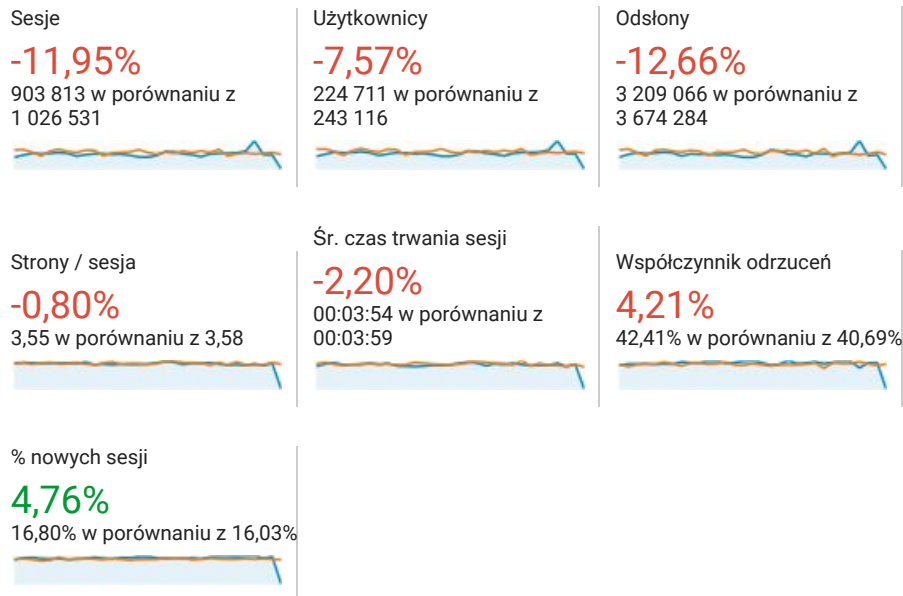 Sesje
-11,95%
903 813 w porównaniu z
1 026 531
Użytkownicy
-7,57%
224 711 w porównaniu z
243 116
Odsłony
-12,66%
3 209 066 w porównaniu z
3 674 284
Strony / sesja
-0,80%
3,55 w porównaniu z 3,58
Śr. czas trwania sesji
-2,20%
00:03:54 w porównaniu z
00:03:59
Współczynnik odrzuceń
4,21%
42,41% w porównaniu z 40,69%
% nowych sesji
4,76%
16,80% w porównaniu z 16,03%